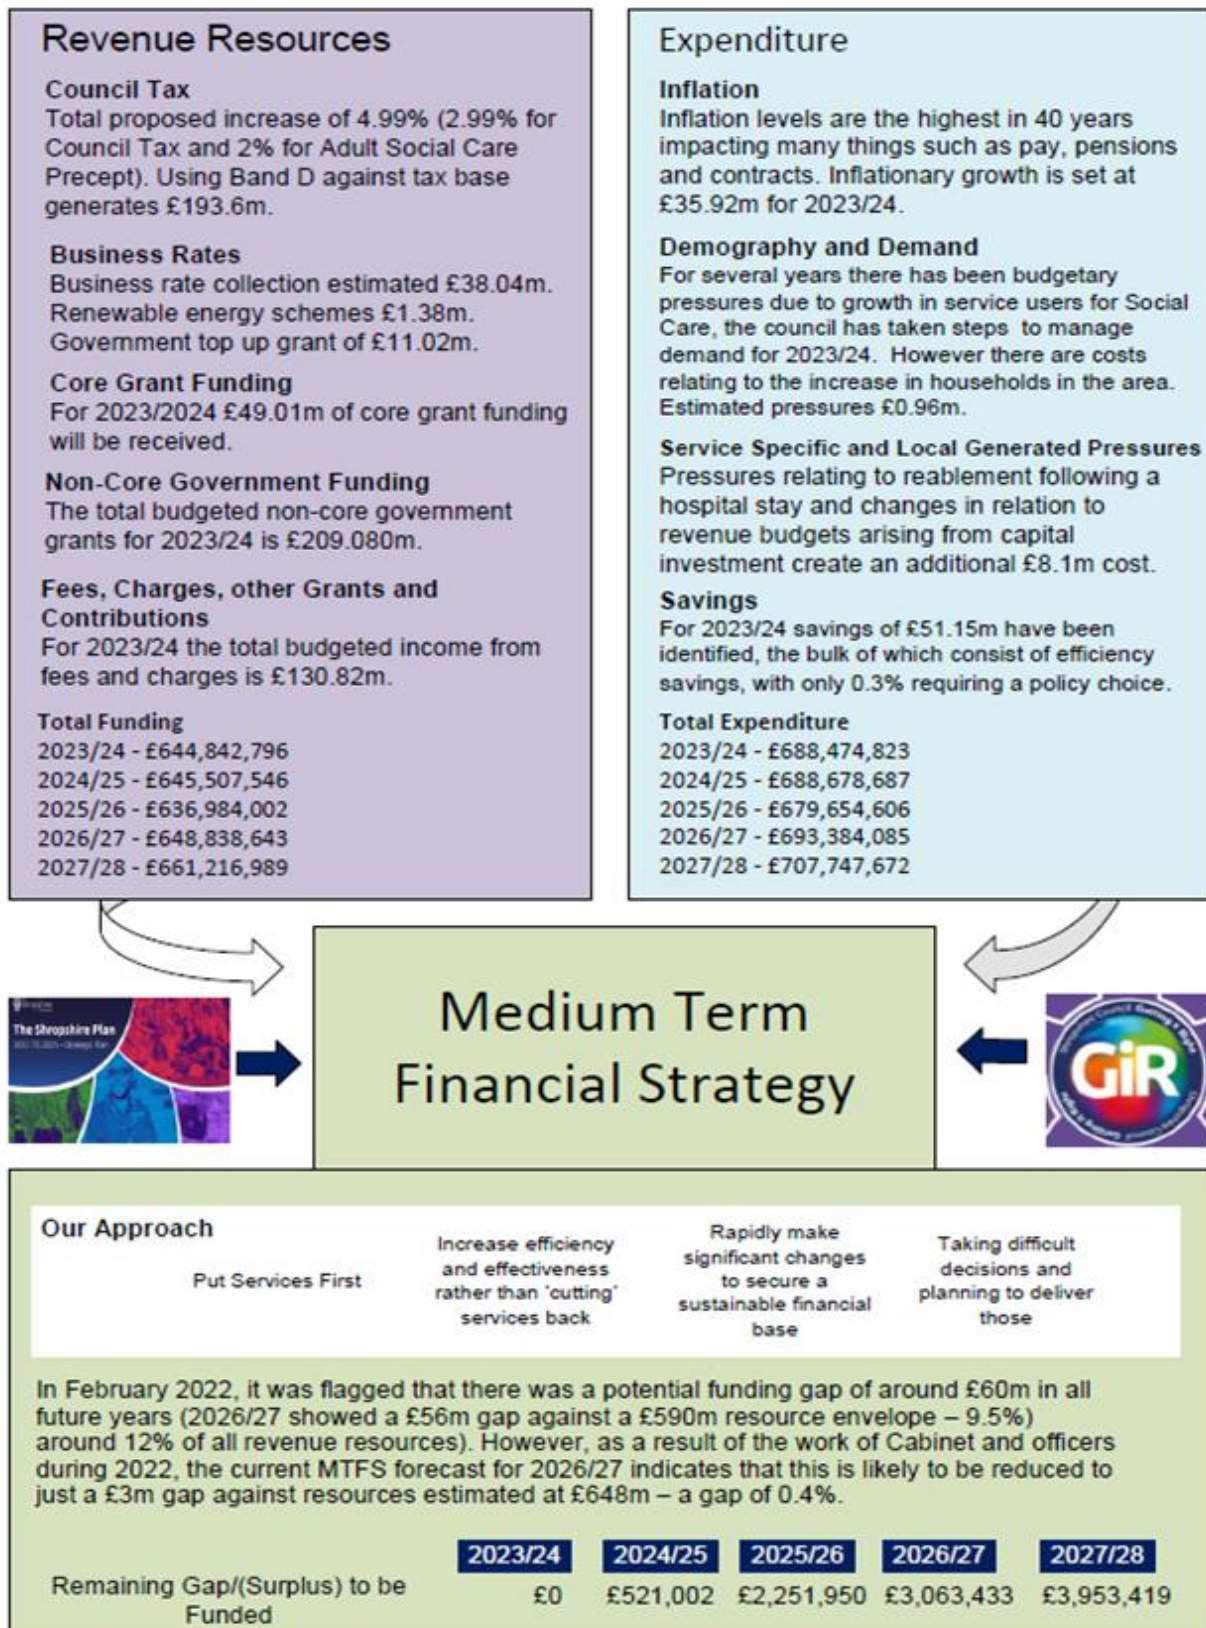 Revenue Resources
Council Tax
Total proposed increase of 4.99% (2.99% for
Council Tax and 2% for Adult Social Care
Precept). Using Band D against tax base
generates £193.6m.
Business Rates
Business rate collection estimated £38.04m.
Renewable energy schemes £1.38m.
Government top up grant of £11.02m.
Core Grant Funding
For 2023/2024 £49.01m of core grant funding
will be received.
Non-Core Government Funding
The total budgeted non-core government
grants for 2023/24 is £209.080m.
Fees, Charges, other Grants and
Contributions
For 2023/24 the total budgeted income from
fees and charges is £130.82m.
Total Funding
2023/24 - £644,842,796
2024/25 - £645,507,546
2025/26 - £636,984,002
2026/27 - £648,838,643
2027/28 - £661,216,989
Expenditure
Inflation
Inflation levels are the highest in 40 years
impacting many things such as pay, pensions
and contracts. Inflationary growth is set at
£35.92m for 2023/24.
Demography and Demand
For several years there has been budgetary
pressures due to growth in service users for Social
Care, the council has taken steps to manage
demand for 2023/24. However there are costs
relating to the increase in households in the area.
Estimated pressures £0.96m.
Service Specific and Local Generated Pressures
Pressures relating to reablement following a
hospital stay and changes in relation to
revenue budgets arising from capital
investment create an additional £8.1m cost.
Savings
For 2023/24 savings of £51.15m have been
identified, the bulk of which consist of efficiency
savings, with only 0.3% requiring a policy choice.
Total Expenditure
2023/24 - £688,474,823
2024/25 - £688,678,687
2025/26 - £679,654,606
2026/27 - £693,384,085
2027/28 - £707,747,672
The Shropshire Plan
Medium Term
Financial Strategy
GiR
Our Approach
Put Services First
Increase efficiency
and effectiveness
rather than 'cutting'
services back
Rapidly make
significant changes
to secure a
sustainable financial
base
Taking difficult
decisions and
planning to deliver
those
In February 2022, it was flagged that there was a potential funding gap of around £60m in all
future years (2026/27 showed a £56m gap against a £590m resource envelope – 9.5%)
around 12% of all revenue resources). However, as a result of the work of Cabinet and officers
during 2022, the current MTFS forecast for 2026/27 indicates that this is likely to be reduced to
just a £3m gap against resources estimated at £648m – a gap of 0.4%.
2023/24 2024/25 2025/26 2026/27 2027/28
Remaining Gap/(Surplus) to be £0 £521,002 £2,251,950 £3,063,433 £3,953,419
Funded